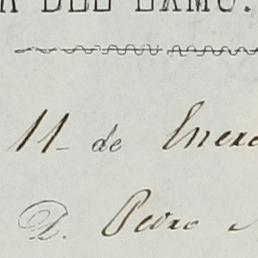 DEL EXMO.
11 de Enero
D. Pedro